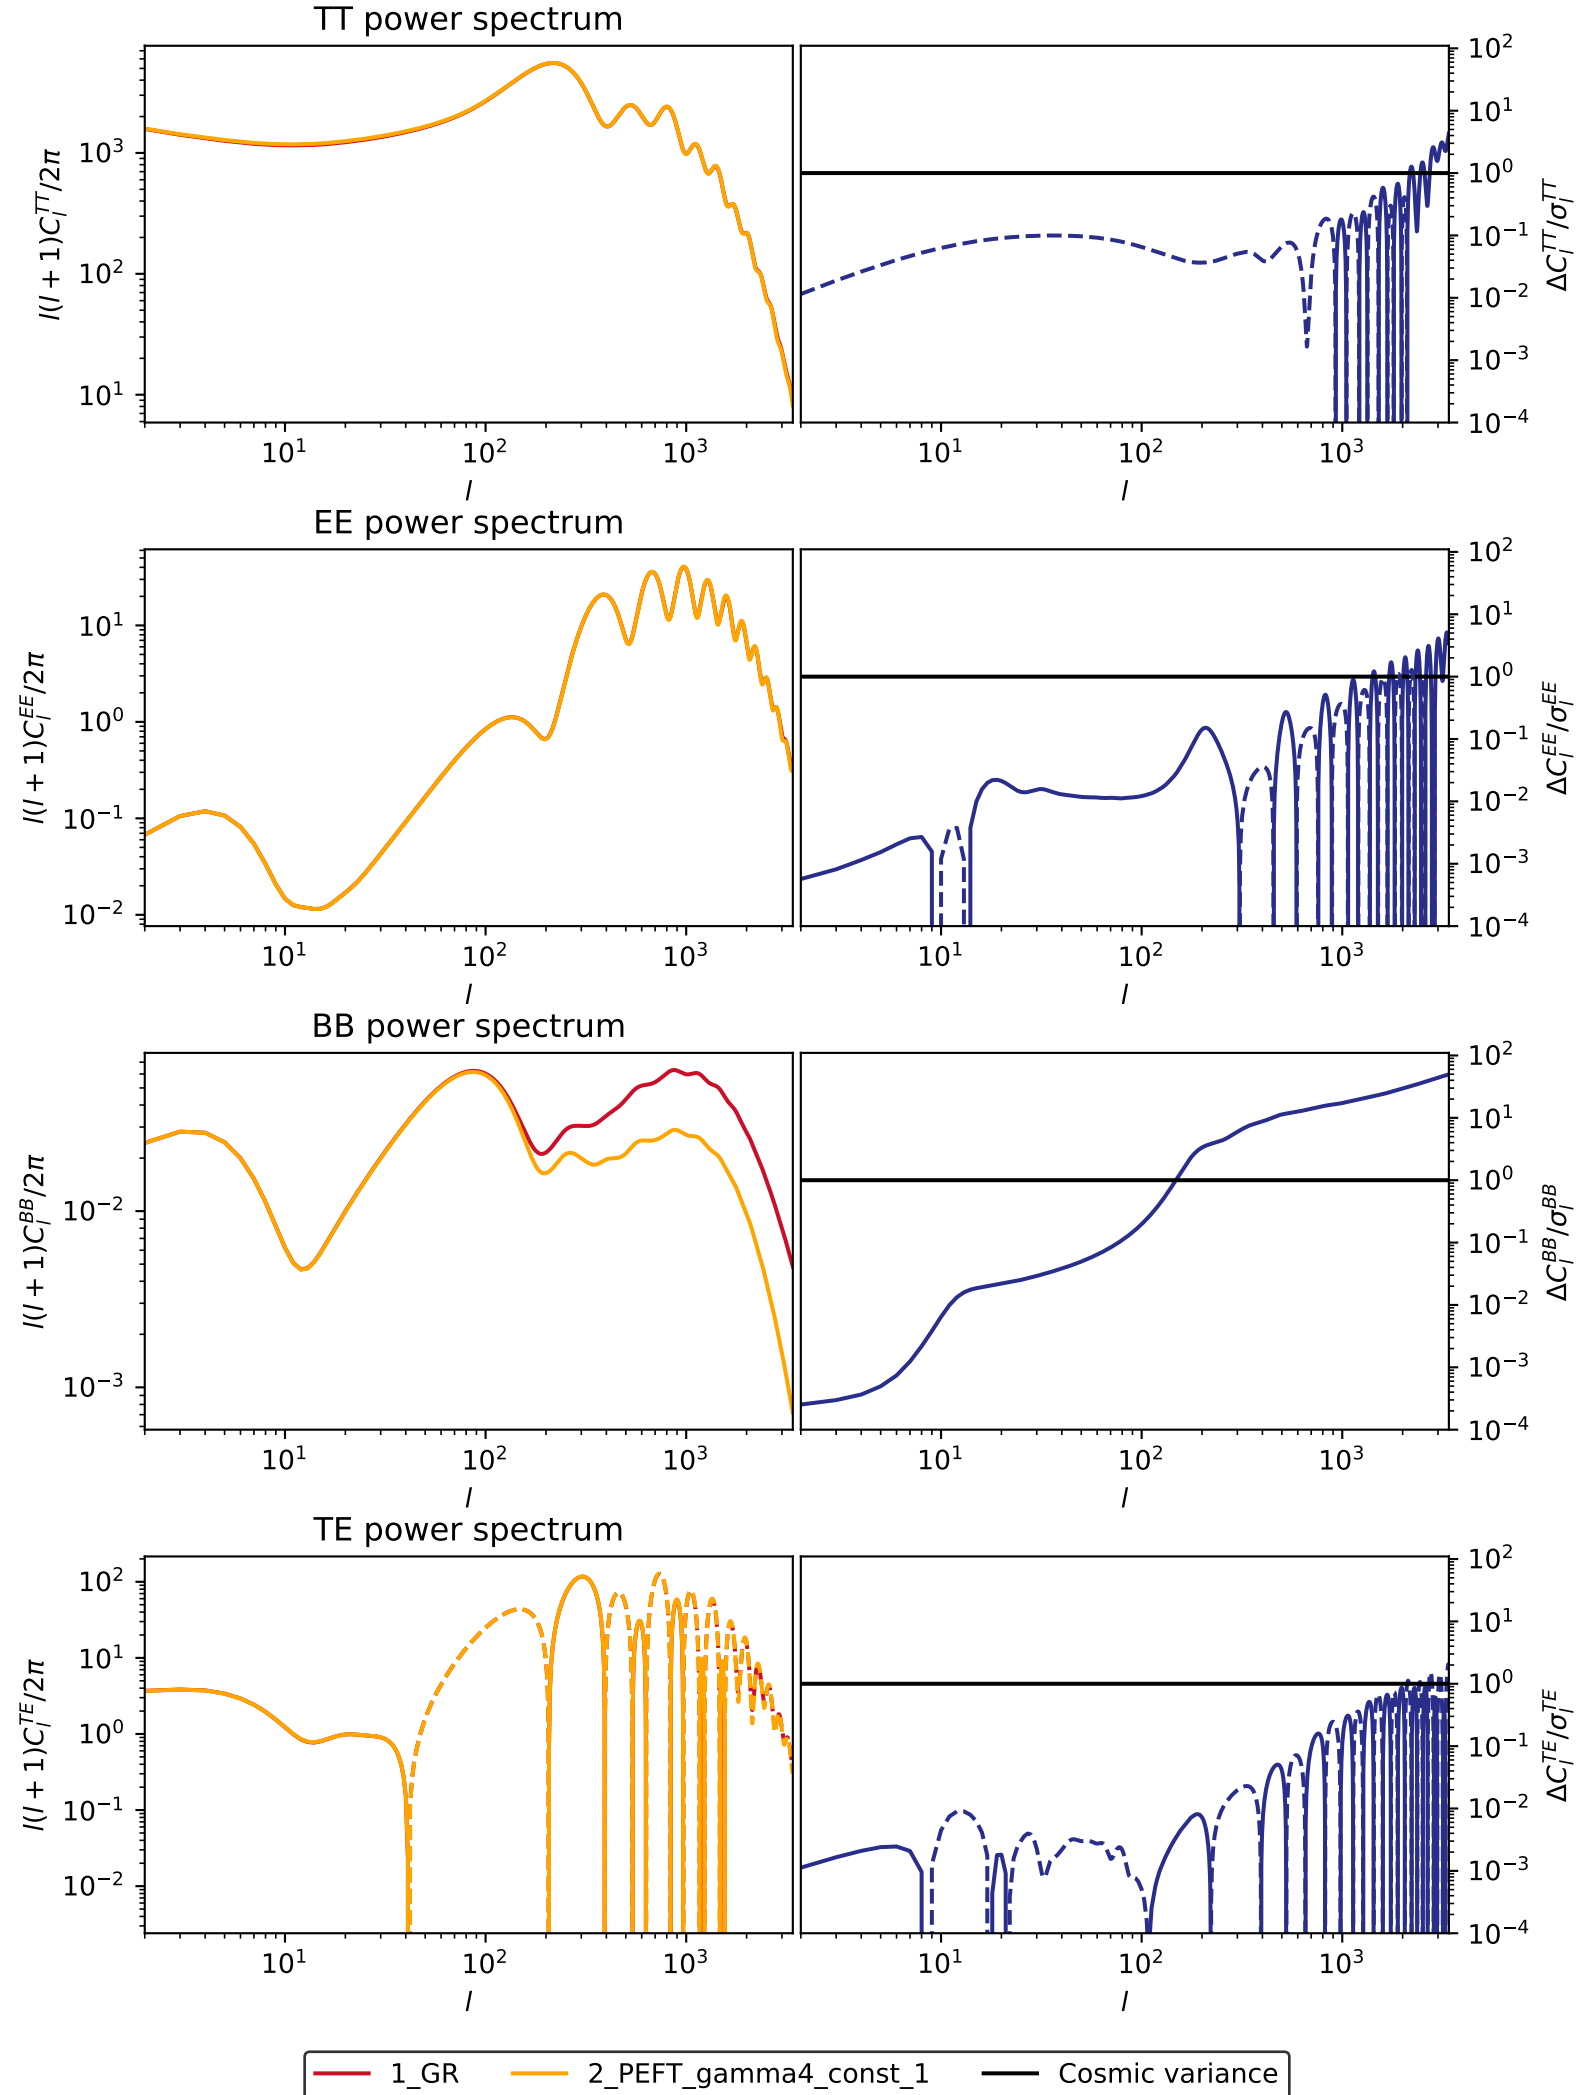 TT power spectrum
l(l + 1)C_l^{TT}/2π
10^3
10^2
10^1
10^1 10^2 10^3
l
10^2
10^1
10^0
10^{−1}
10^{−2}
10^{−3}
10^{−4}
ΔC_l^{TT}/σ_l^{TT}
10^1 10^2 10^3
l
EE power spectrum
l(l + 1)C_l^{EE}/2π
10^1
10^0
10^{−1}
10^{−2}
10^1 10^2 10^3
l
10^2
10^1
10^0
10^{−1}
10^{−2}
10^{−3}
10^{−4}
ΔC_l^{EE}/σ_l^{EE}
10^1 10^2 10^3
l
BB power spectrum
l(l + 1)C_l^{BB}/2π
10^{−2}
10^{−3}
10^1 10^2 10^3
l
10^2
10^1
10^0
10^{−1}
10^{−2}
10^{−3}
10^{−4}
ΔC_l^{BB}/σ_l^{BB}
10^1 10^2 10^3
l
TE power spectrum
l(l + 1)C_l^{TE}/2π
10^2
10^1
10^0
10^{−1}
10^{−2}
10^1 10^2 10^3
l
10^2
10^1
10^0
10^{−1}
10^{−2}
10^{−3}
10^{−4}
ΔC_l^{TE}/σ_l^{TE}
10^1 10^2 10^3
l
1_GR 2_PEFT_gamma4_const_1 Cosmic variance